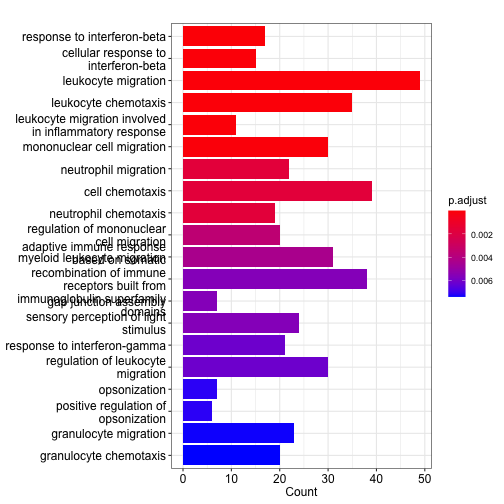 response to interferon-beta
cellular response to
interferon-beta
leukocyte migration
leukocyte chemotaxis
leukocyte migration involved
in inflammatory response
mononuclear cell migration
neutrophil migration
cell chemotaxis
neutrophil chemotaxis
regulation of mononuclear
cell migration
adaptive immune response
myeloid leukocyte migration
based on somatic
recombination of immune
receptors built from
immunoglobulin superfamily
gap junction assembly
domains
sensory perception of light
stimulus
response to interferon-gamma
regulation of leukocyte
migration
opsonization
positive regulation of
opsonization
granulocyte migration
granulocyte chemotaxis
0 10 20 30 40 50
Count
p.adjust
0.002
0.004
0.006